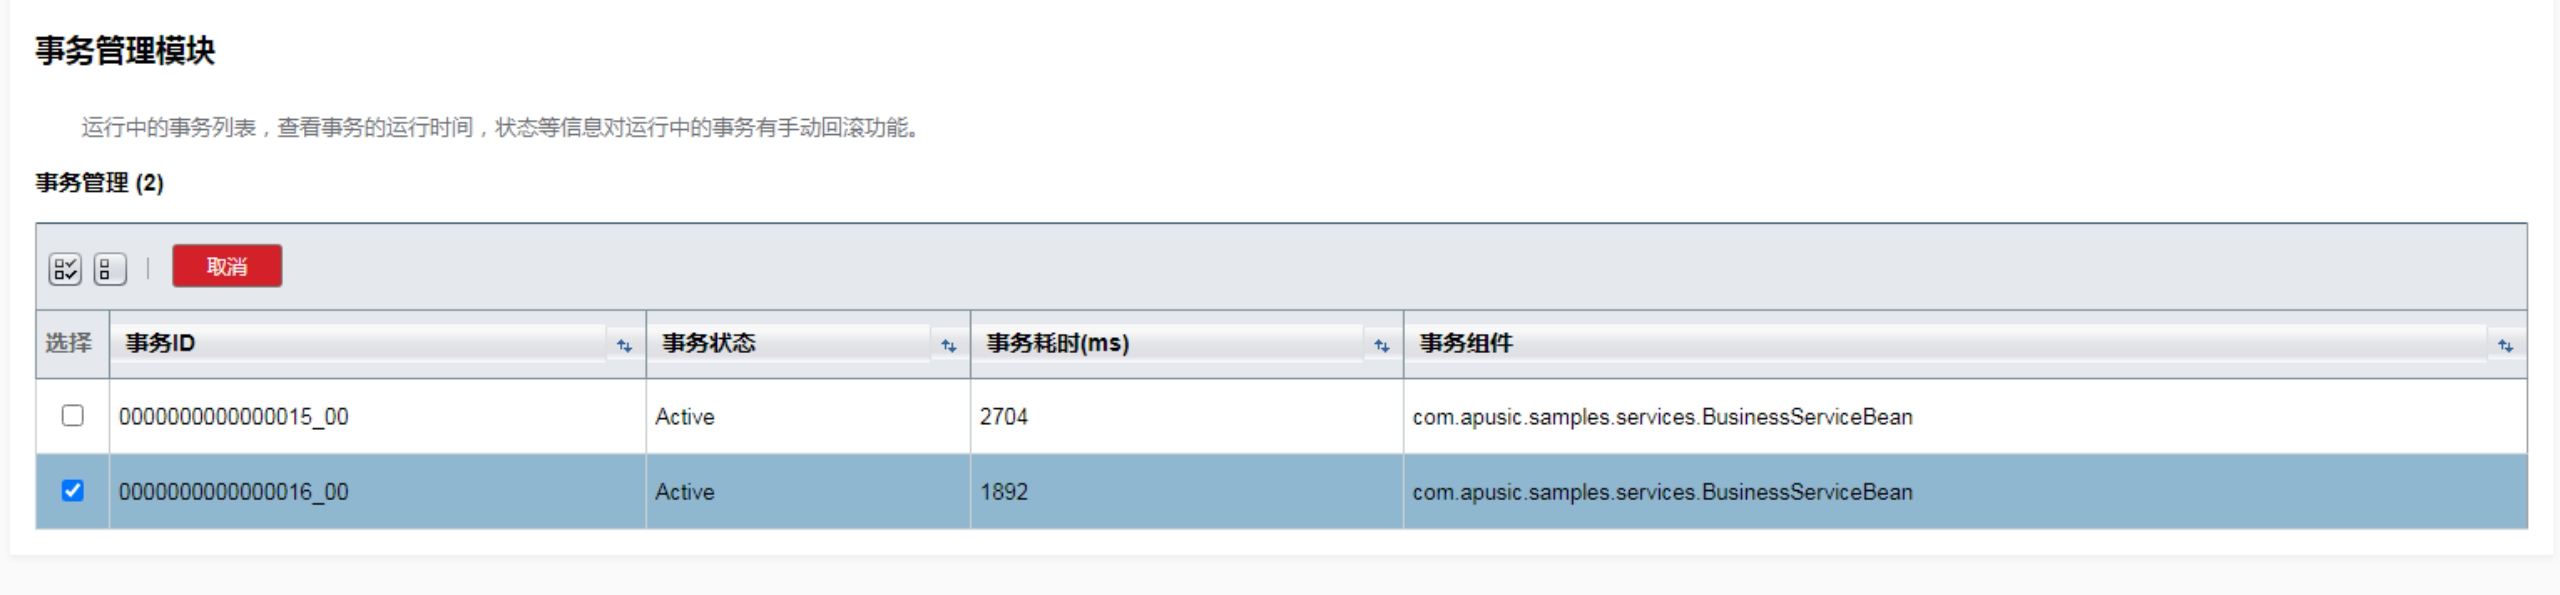 事务管理模块
运行中的事务列表，查看事务的运行时间，状态等信息对运行中的事务有手动回滚功能。
事务管理 (2)
取消
选择 事务ID 事务状态 事务耗时(ms) 事务组件
0000000000000015_00 Active 2704 com.apusic.samples.services.BusinessServiceBean
0000000000000016_00 Active 1892 com.apusic.samples.services.BusinessServiceBean